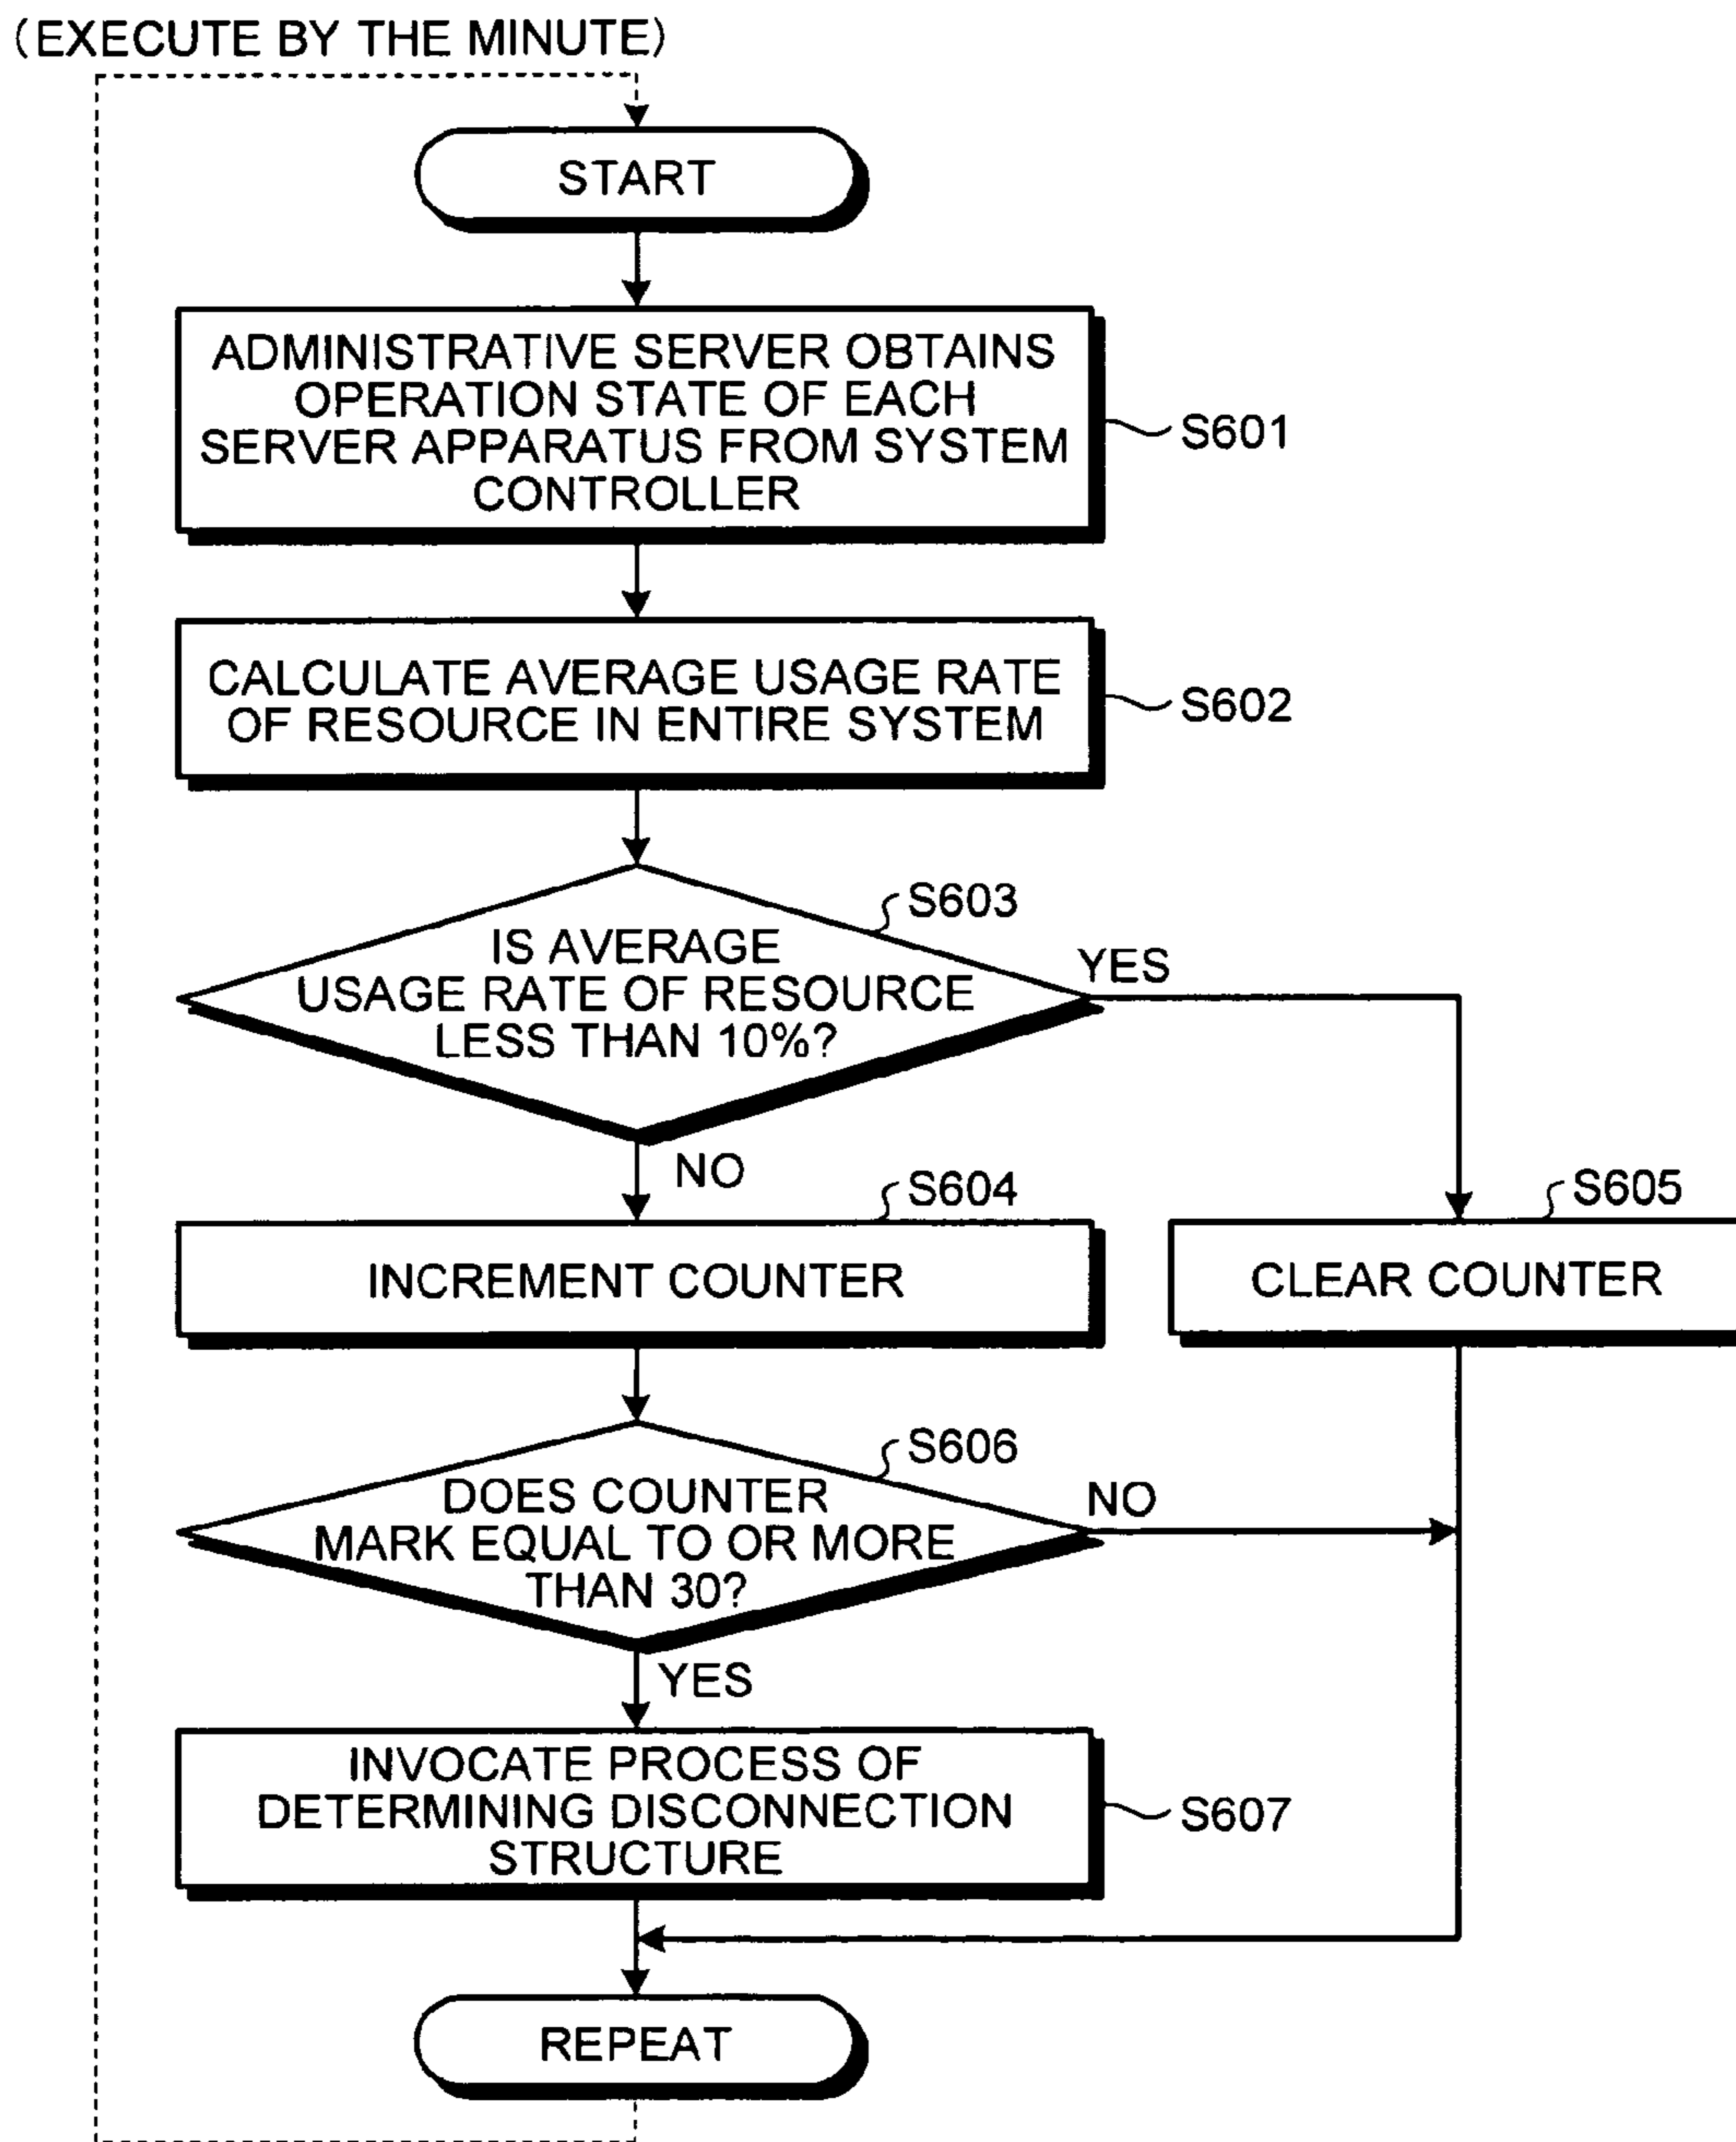 (EXECUTE BY THE MINUTE)
START
ADMINISTRATIVE SERVER OBTAINS
OPERATION STATE OF EACH
SERVER APPARATUS FROM SYSTEM
CONTROLLER
S601
CALCULATE AVERAGE USAGE RATE
OF RESOURCE IN ENTIRE SYSTEM
S602
S603
IS AVERAGE
USAGE RATE OF RESOURCE
LESS THAN 10%?
YES
NO
S604
INCREMENT COUNTER
S605
CLEAR COUNTER
S606
DOES COUNTER
MARK EQUAL TO OR MORE
THAN 30?
NO
YES
INVOCATE PROCESS OF
DETERMINING DISCONNECTION
STRUCTURE
S607
REPEAT